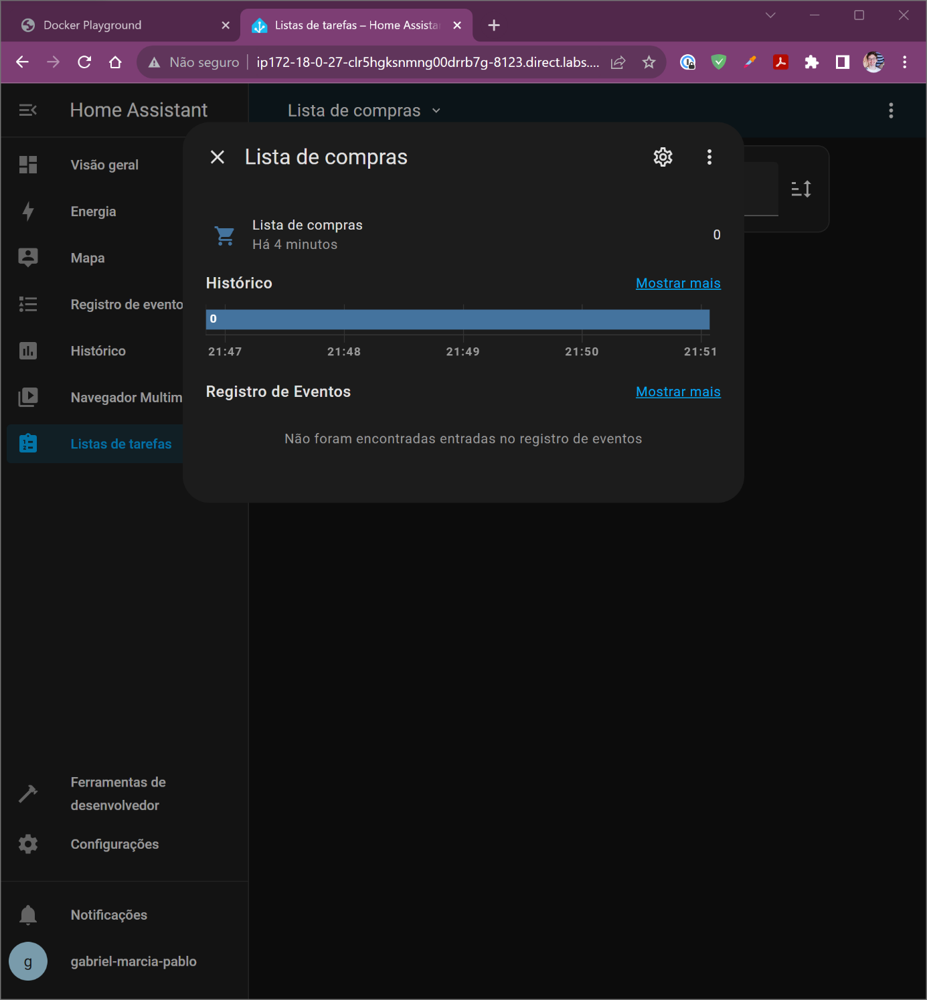 Docker Playground
Listas de tarefas – Home Assista
Não seguro
ip172-18-0-27-clr5hgksnmng00drrb7g-8123.direct.labs....
Home Assistant
Lista de compras
Visão geral
Energia
Mapa
Registro de evento
Histórico
Navegador Multim
Listas de tarefas
Lista de compras
Lista de compras
Há 4 minutos
0
Histórico
Mostrar mais
0
21:47 21:48 21:49 21:50 21:51
Registro de Eventos
Mostrar mais
Não foram encontradas entradas no registro de eventos
Ferramentas de
desenvolvedor
Configurações
Notificações
g
gabriel-marcia-pablo